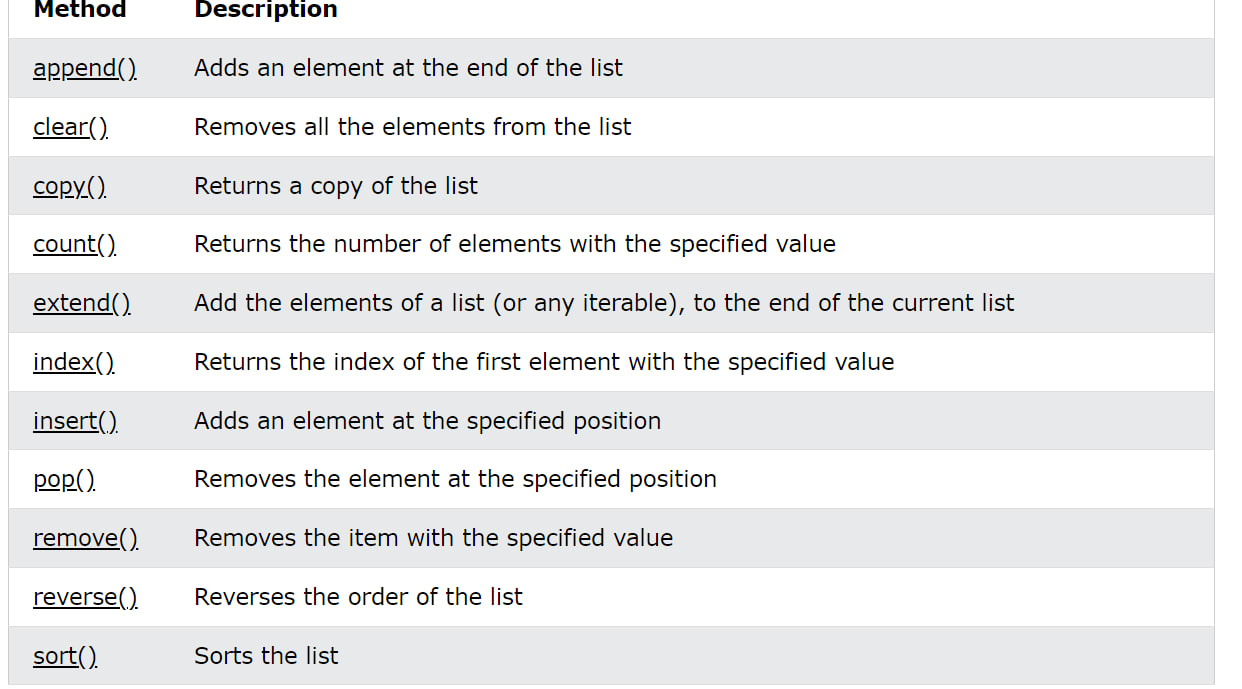 Method Description
append() Adds an element at the end of the list
clear() Removes all the elements from the list
copy() Returns a copy of the list
count() Returns the number of elements with the specified value
extend() Add the elements of a list (or any iterable), to the end of the current list
index() Returns the index of the first element with the specified value
insert() Adds an element at the specified position
pop() Removes the element at the specified position
remove() Removes the item with the specified value
reverse() Reverses the order of the list
sort() Sorts the list